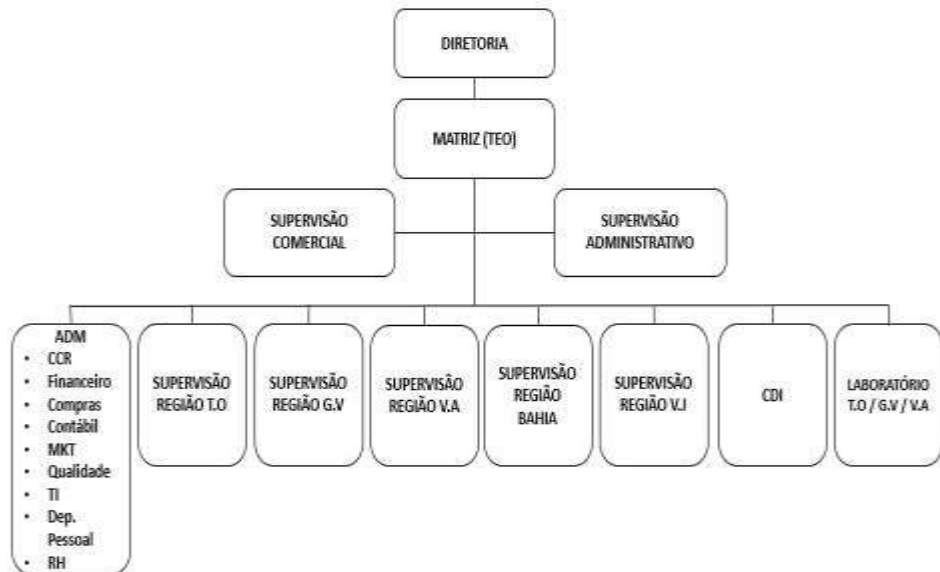 DIRETORIA
MATRIZ (TEO)
SUPERVISÃO
COMERCIAL
SUPERVISÃO
ADMINISTRATIVO
ADM
• CCR
• Financeiro
• Compras
• Contábil
• MKT
• Qualidade
• TI
• Dep.
Pessoal
• RH
SUPERVISÃO
REGIÃO T.O
SUPERVISÃO
REGIÃO G.V
SUPERVISÃO
REGIÃO V.A
SUPERVISÃO
REGIÃO
BAHIA
SUPERVISÃO
REGIÃO V.I
CDI
LABORATÓRIO
T.O / G.V / V.A